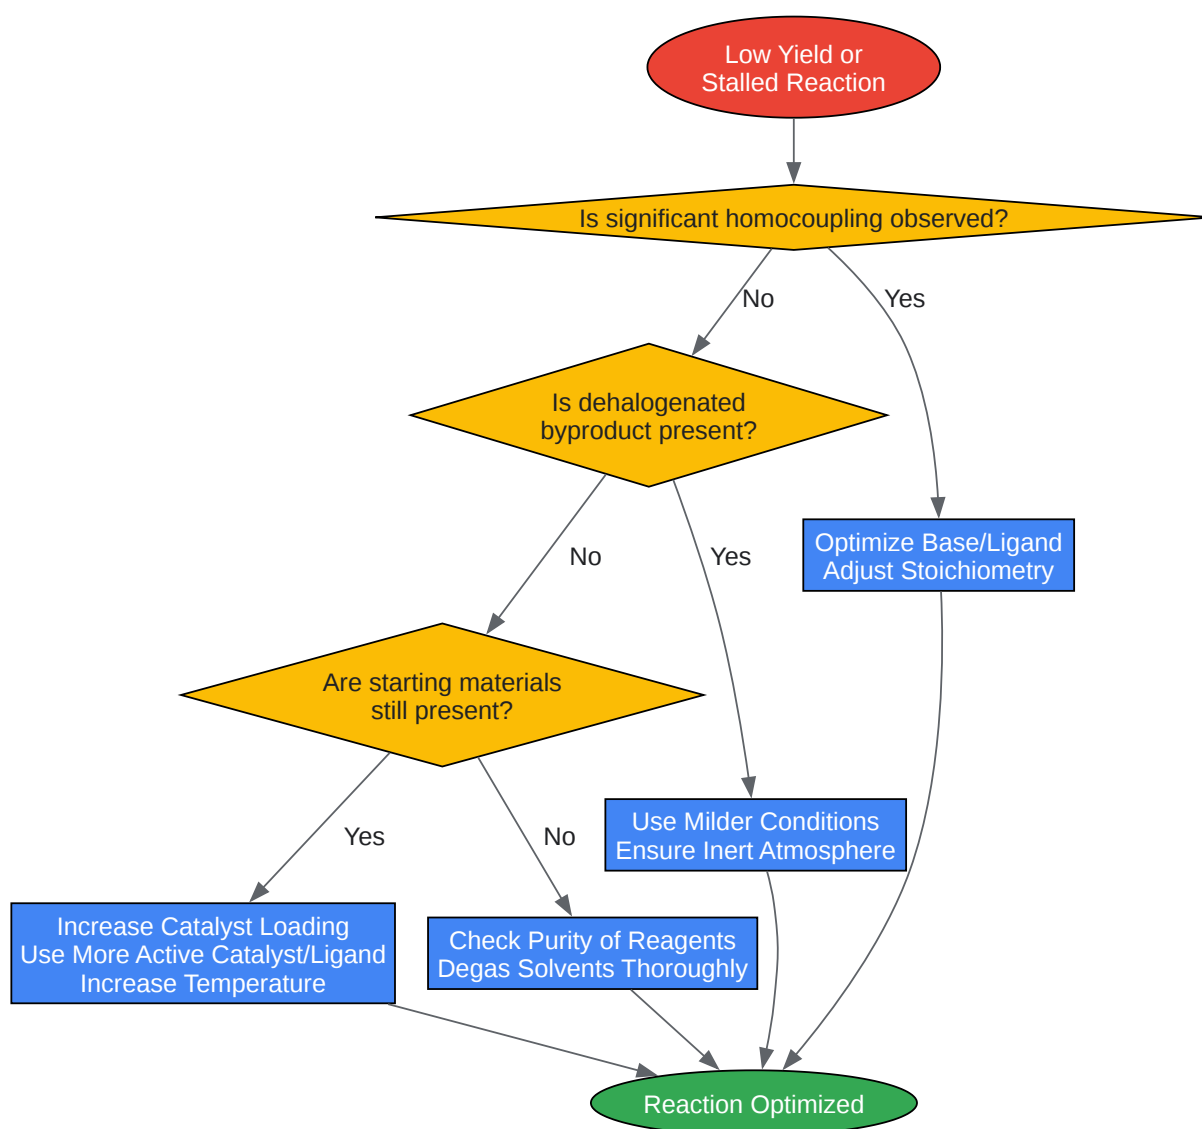 Low Yield or
Stalled Reaction
Is significant homocoupling observed?
No
Yes
Is dehalogenated
byproduct present?
No
Yes
Optimize Base/Ligand
Adjust Stoichiometry
Are starting materials
still present?
Yes
No
Use Milder Conditions
Ensure Inert Atmosphere
Increase Catalyst Loading
Use More Active Catalyst/Ligand
Increase Temperature
Check Purity of Reagents
Degas Solvents Thoroughly
Reaction Optimized